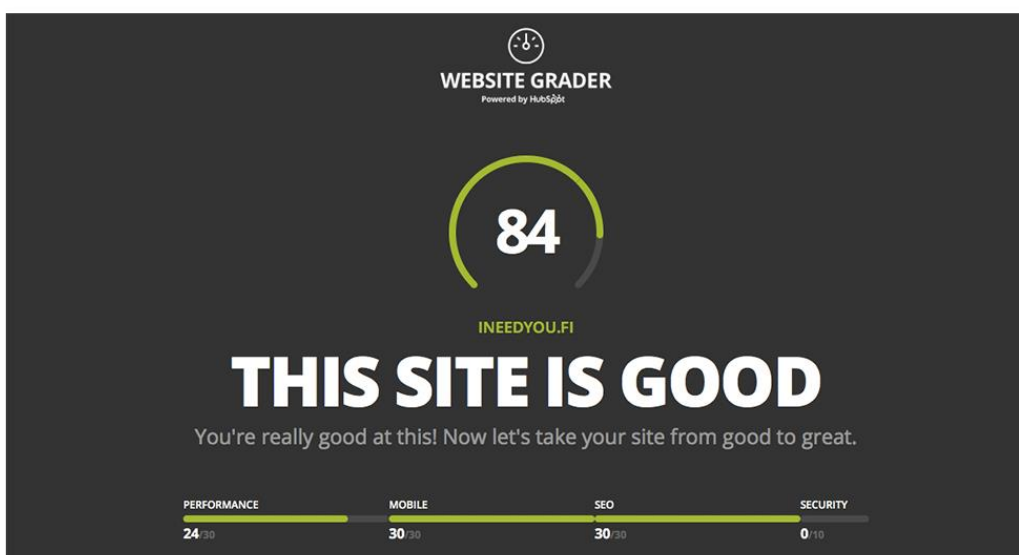 WEBSITE GRADER
Powered by HubSpot
84
INEEDYOU.FI
THIS SITE IS GOOD
You're really good at this! Now let's take your site from good to great.
PERFORMANCE MOBILE SEO SECURITY
24/30 30/30 30/30 0/10